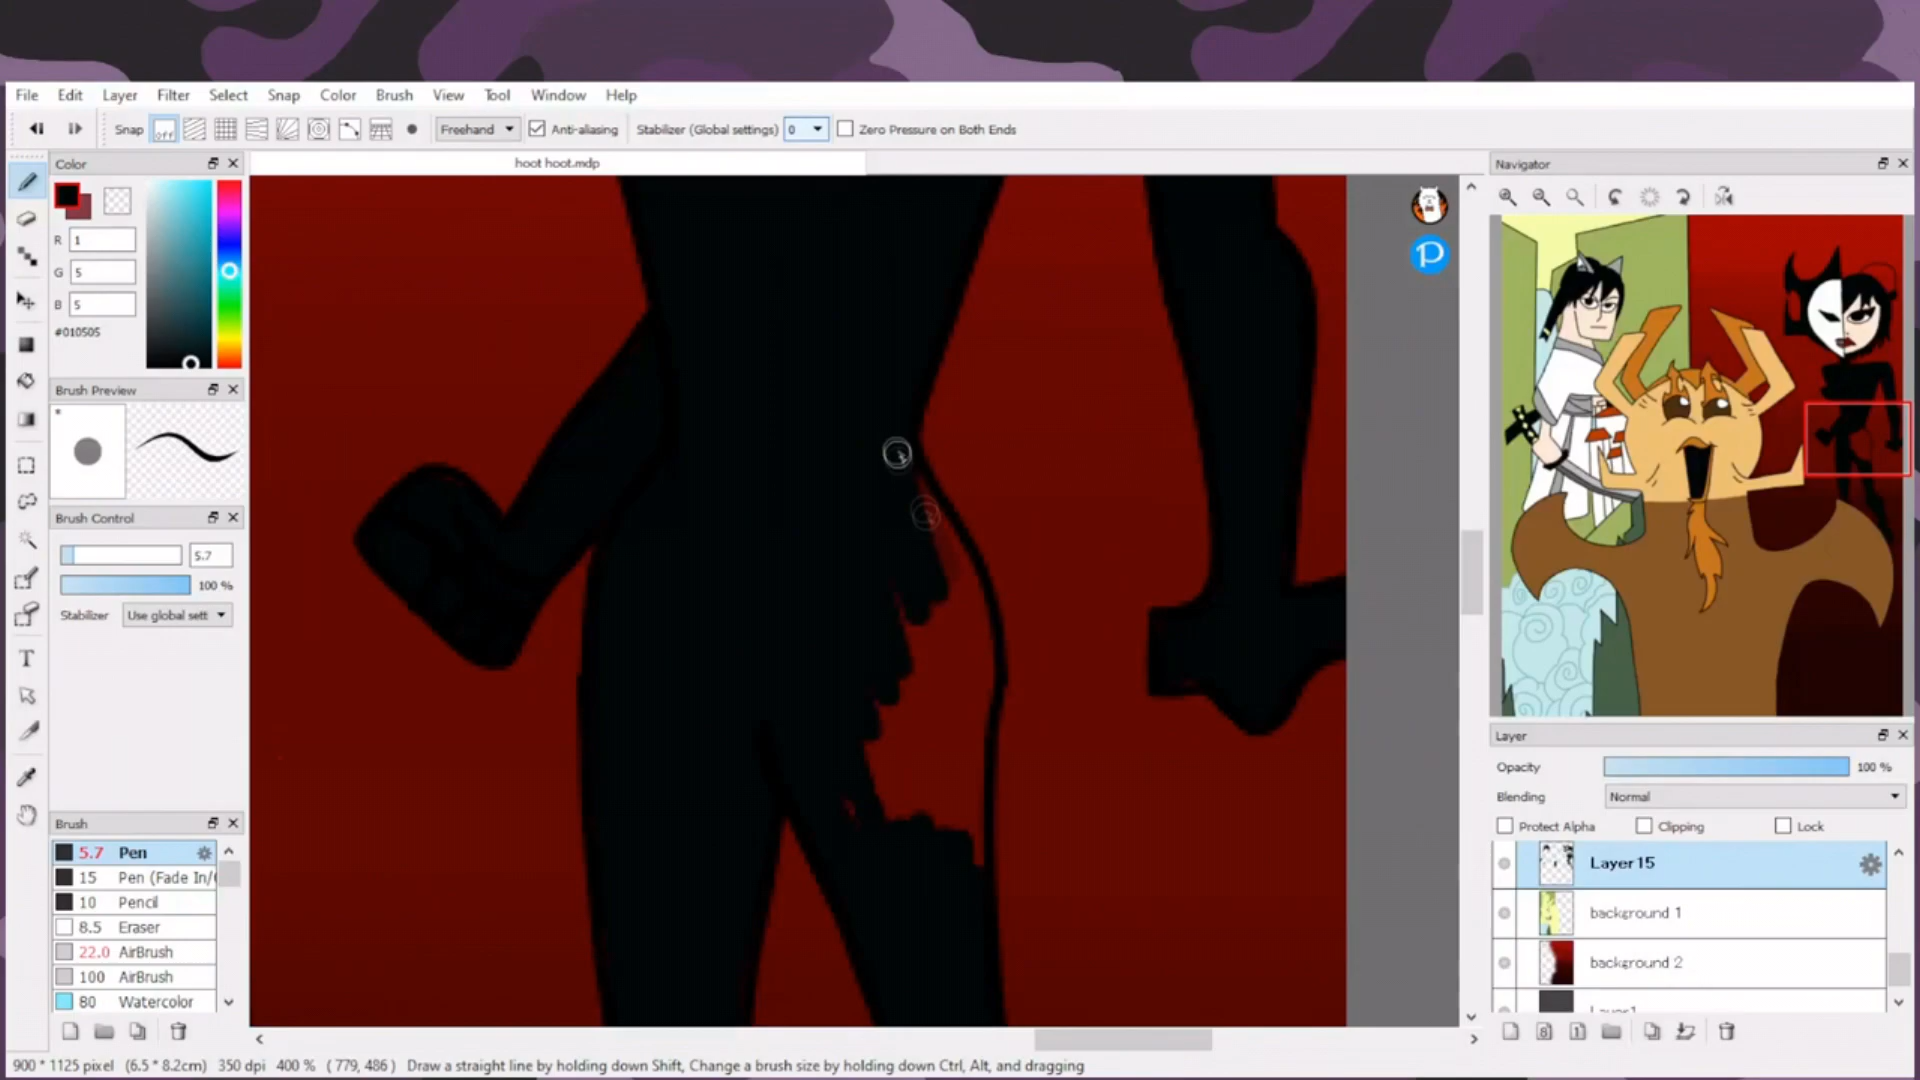 File Edit Layer Filter Select Snap Color Brush View Tool Window Help
Snap off Freehand Anti-aliasing Stabilizer (Global settings) 0 Zero Pressure on Both Ends
Color
hoot hoot.mdp
Navigator
R 1
G 5
B 5
#010505
Brush Preview
*
Brush Control
5.7
100 %
Stabilizer Use global sett
Layer
Opacity 100 %
Blending Normal
Protect Alpha Clipping Lock
Brush
5.7 Pen
15 Pen (Fade In/
10 Pencil
8.5 Eraser
22.0 AirBrush
100 AirBrush
80 Watercolor
Layer15
background 1
background 2
Layer1
T
P
8
1
900 * 1125 pixel (6.5 * 8.2cm) 350 dpi 400 % ( 779, 486 ) Draw a straight line by holding down Shift, Change a brush size by holding down Ctrl, Alt, and dragging